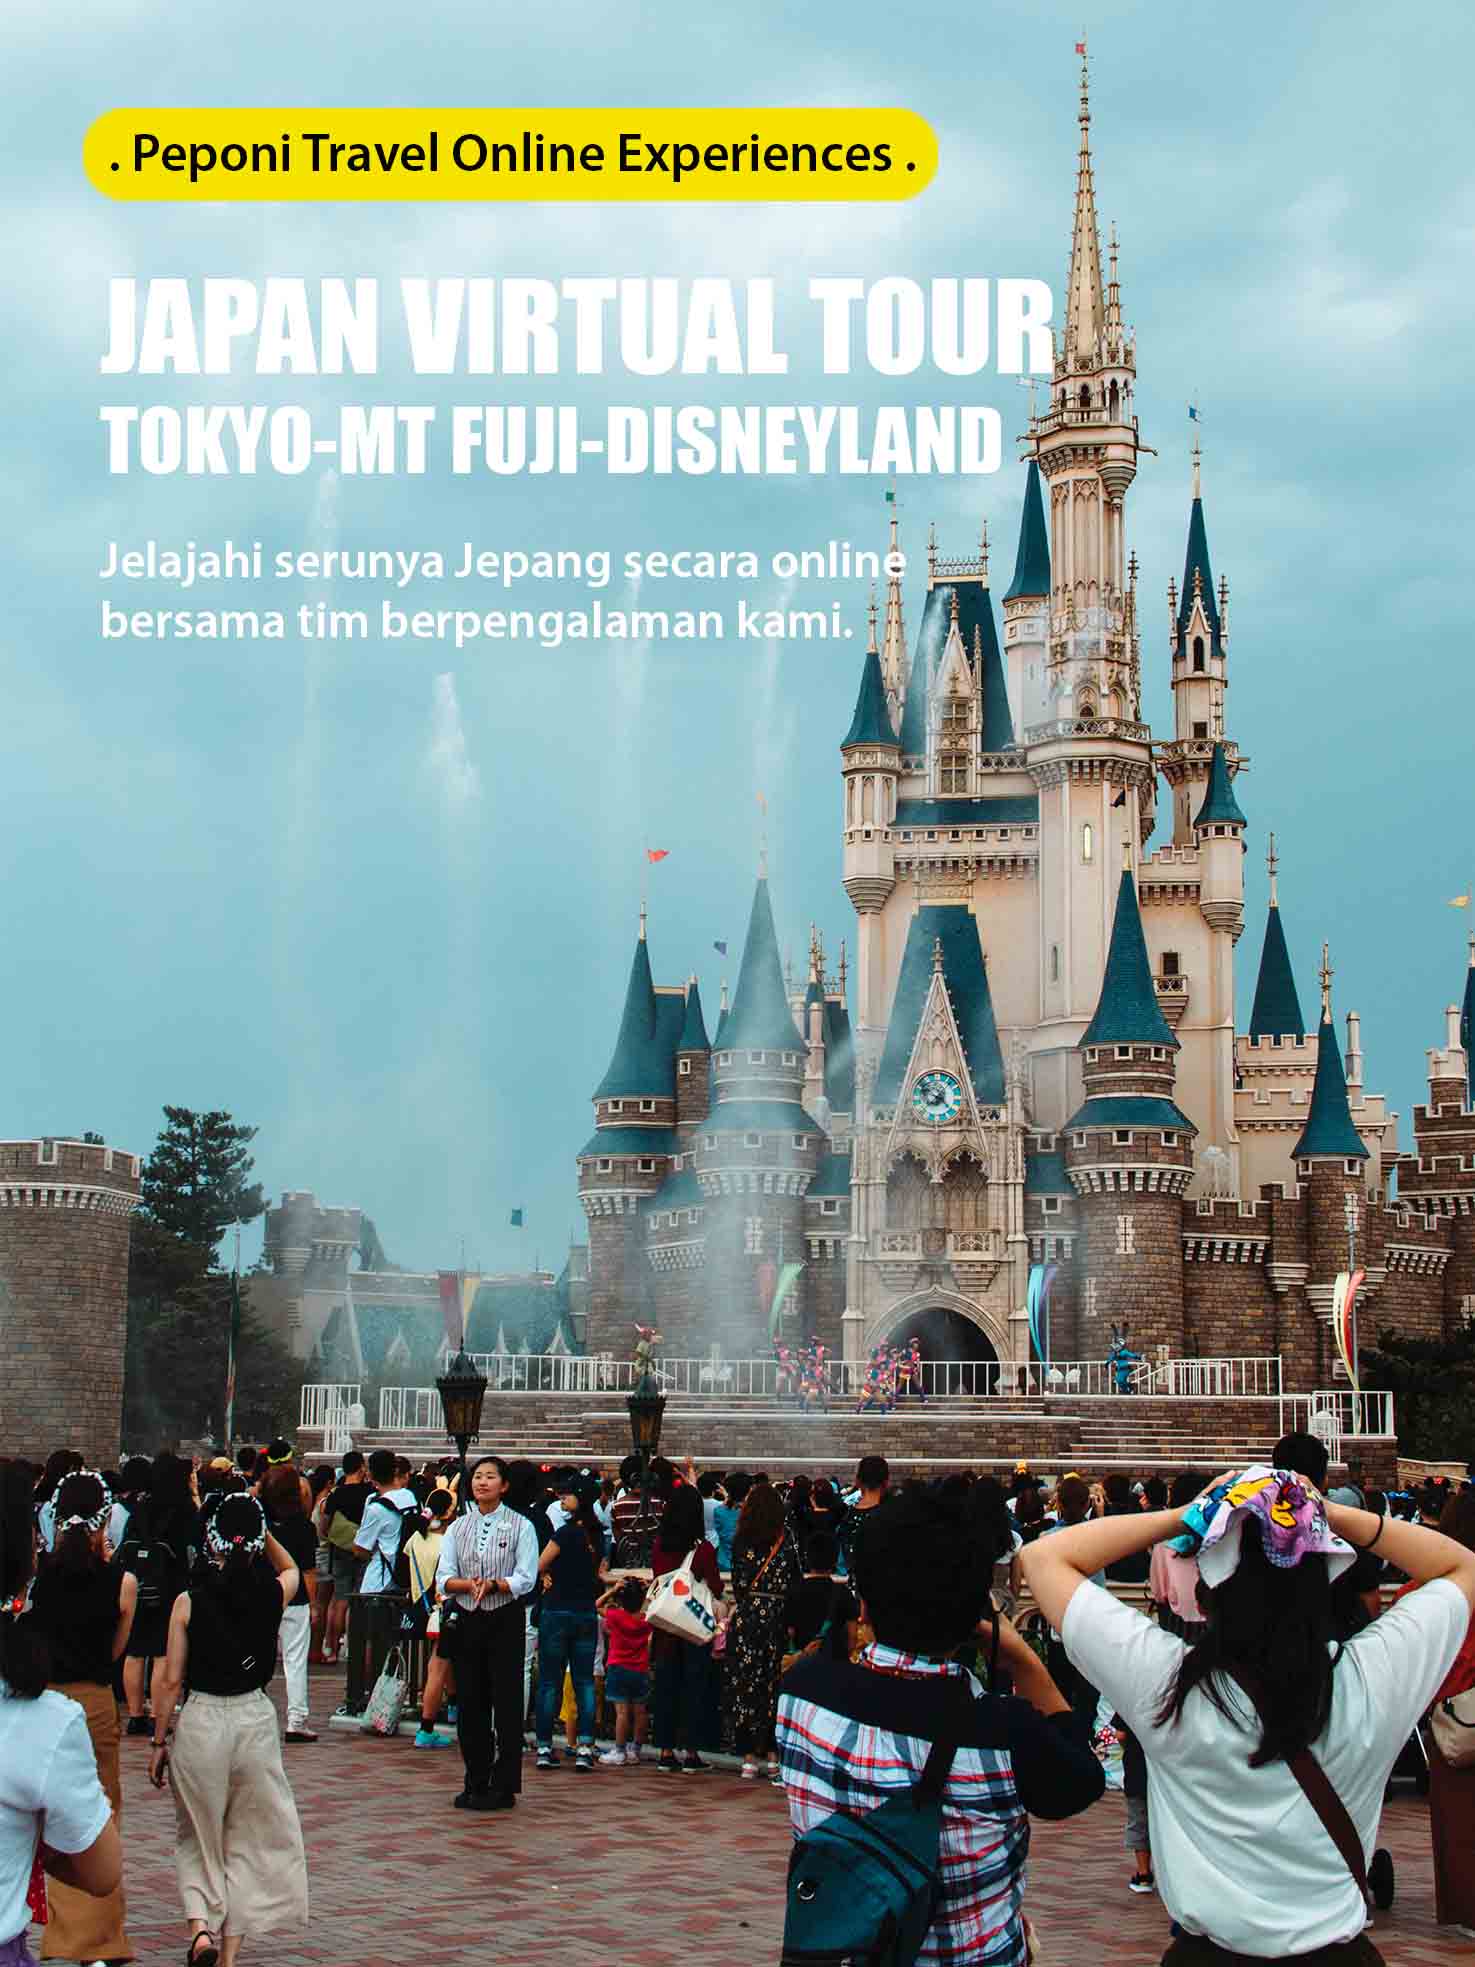 . Peponi Travel Online Experiences .
JAPAN VIRTUAL TOUR
TOKYO-MT FUJI-DISNEYLAND
Jelajahi serunya Jepang secara online
bersama tim berpengalaman kami.